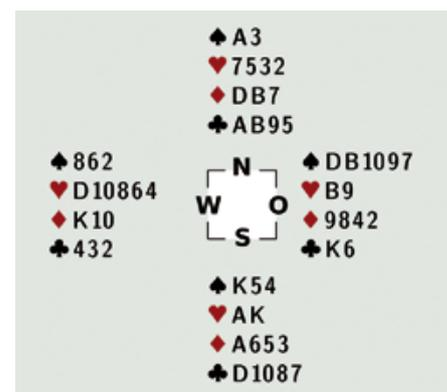 ♠ A3
♥ 7532
♦ DB7
♣ AB95
♠ 862
♥ D10864
♦ K10
♣ 432
N
W O
S
♠ DB1097
♥ B9
♦ 9842
♣ K6
♠ K54
♥ AK
♦ A653
♣ D1087